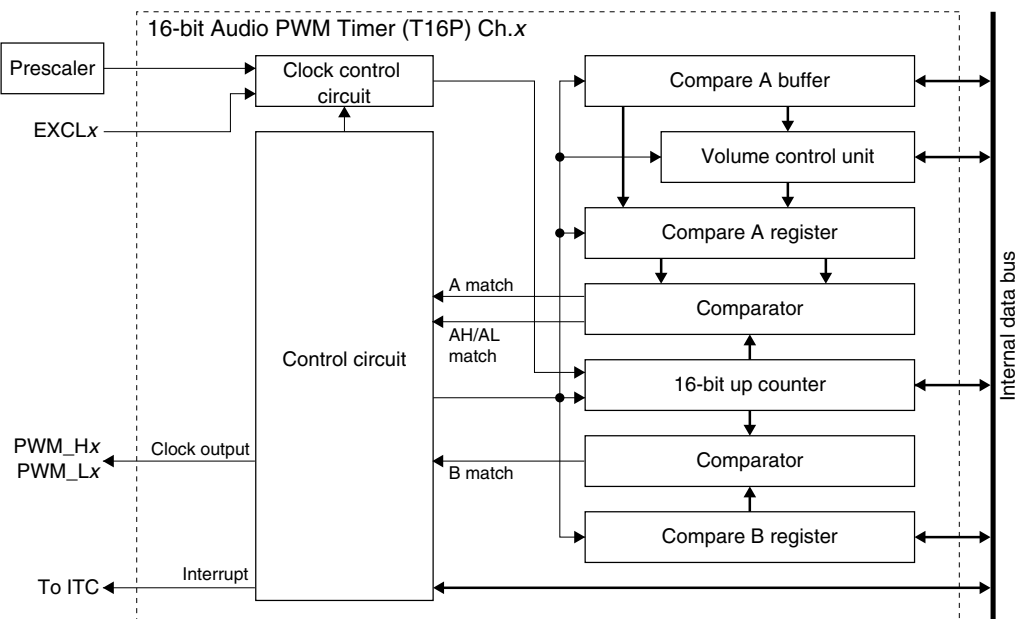 16-bit Audio PWM Timer (T16P) Ch.x
Prescaler
Clock control
circuit
Compare A buffer
EXCLx
Volume control unit
Compare A register
A match
Comparator
AH/AL
match
Control circuit
16-bit up counter
Internal data bus
PWM_Hx
PWM_Lx
Clock output
B match
Comparator
Compare B register
To ITC
Interrupt